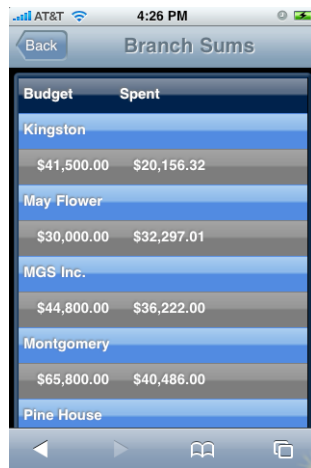 AT&T 4:26 PM
Back Branch Sums
Budget Spent
Kingston
$41,500.00 $20,156.32
May Flower
$30,000.00 $32,297.01
MGS Inc.
$44,800.00 $36,222.00
Montgomery
$65,800.00 $40,486.00
Pine House